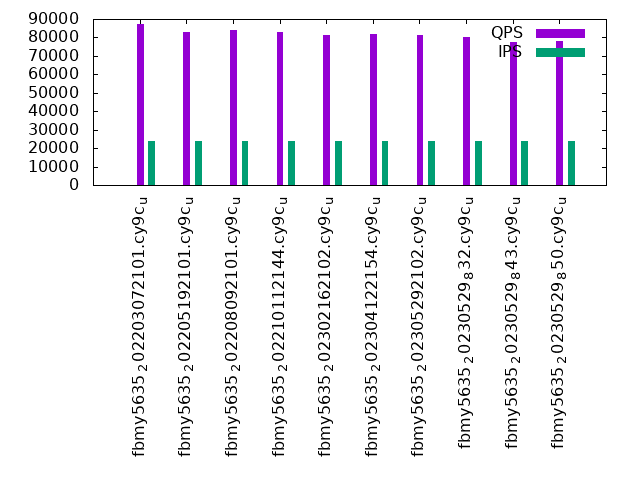 90000
80000
70000
60000
50000
40000
30000
20000
10000
0
QPS
IPS
fbmy5635202203072101.cy9cu
fbmy5635202205192101.cy9cu
fbmy5635202208092101.cy9cu
fbmy5635202210112144.cy9cu
fbmy5635202302162102.cy9cu
fbmy5635202304122154.cy9cu
fbmy5635202305292102.cy9cu
fbmy563520230529832.cy9cu
fbmy563520230529843.cy9cu
fbmy563520230529850.cy9cu